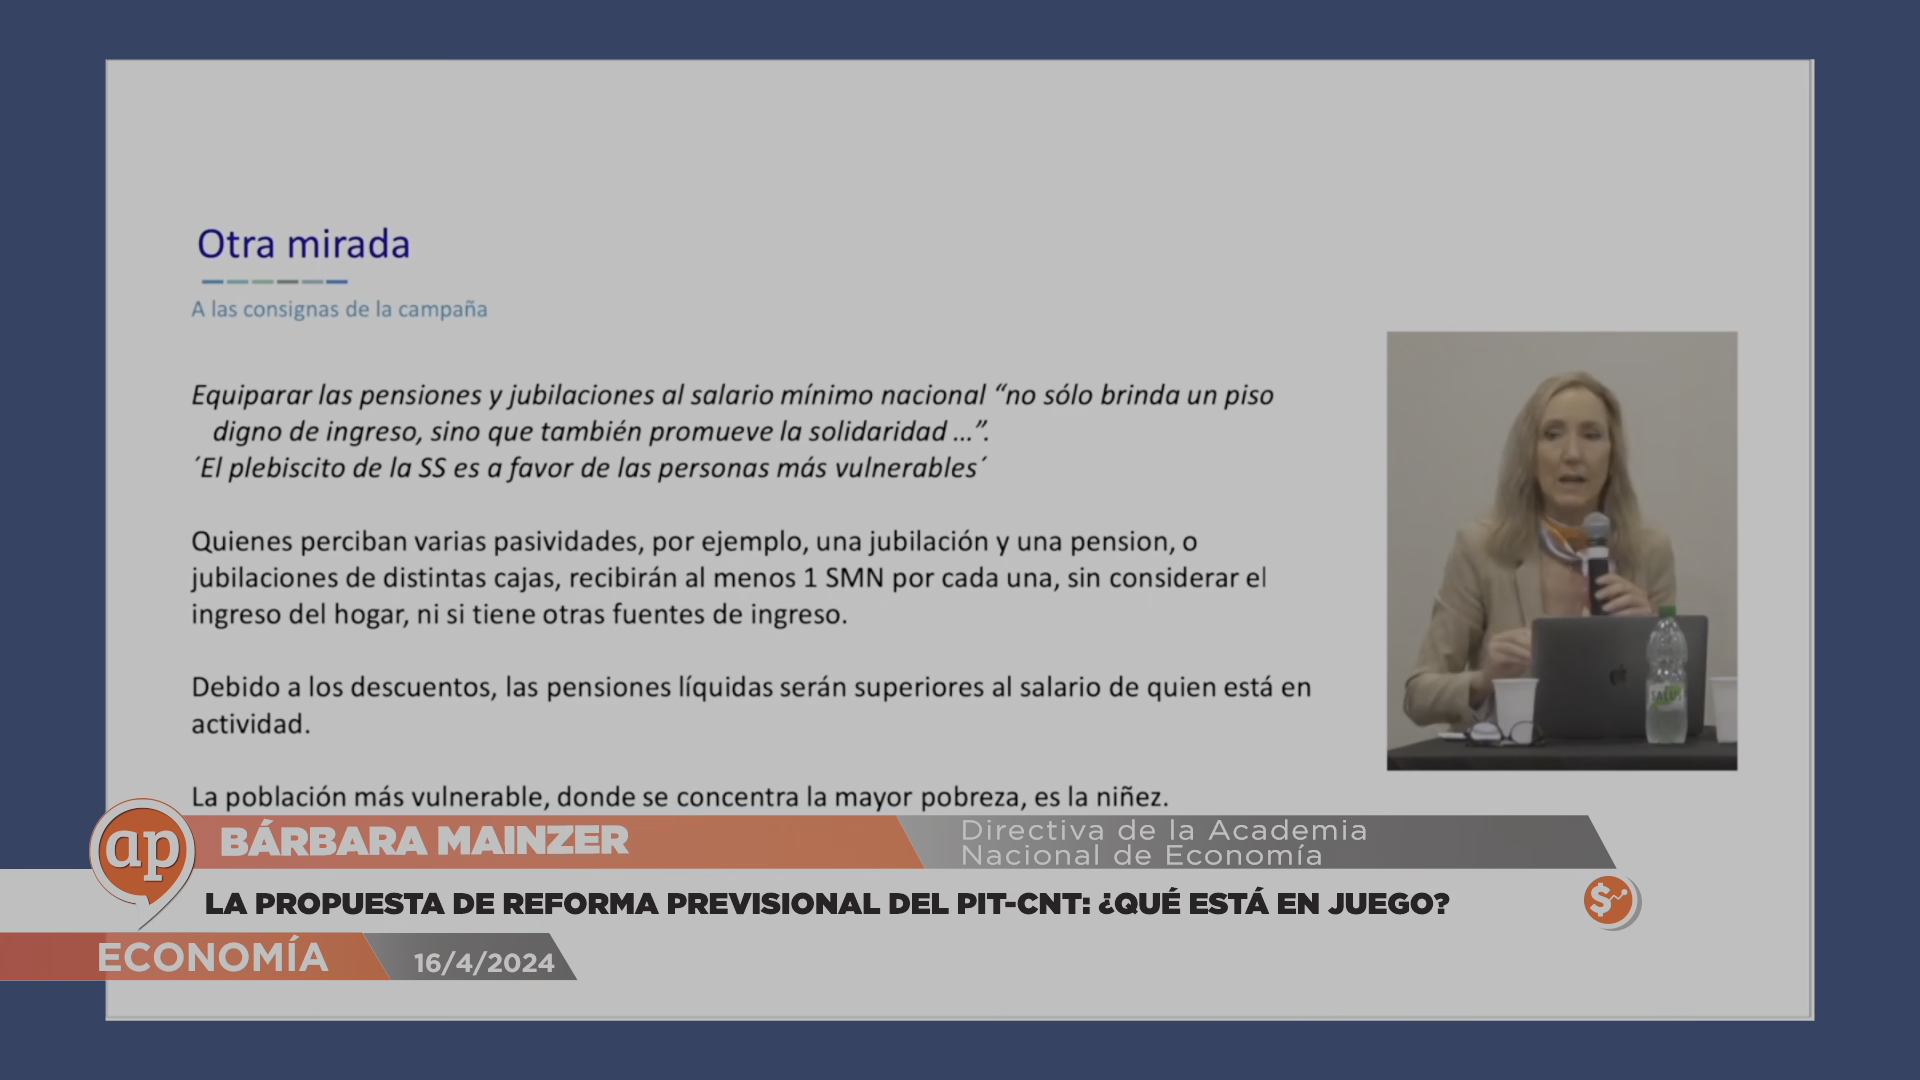 Otra mirada
A las consignas de la campaña
Equiparar las pensiones y jubilaciones al salario mínimo nacional “no sólo brinda un piso
digno de ingreso, sino que también promueve la solidaridad ...”.
´El plebiscito de la SS es a favor de las personas más vulnerables´
Quienes perciban varias pasividades, por ejemplo, una jubilación y una pension, o
jubilaciones de distintas cajas, recibirán al menos 1 SMN por cada una, sin considerar el
ingreso del hogar, ni si tiene otras fuentes de ingreso.
Debido a los descuentos, las pensiones líquidas serán superiores al salario de quien está en
actividad.
La población más vulnerable, donde se concentra la mayor pobreza, es la niñez.
SALUS
ap
BÁRBARA MAINZER
Directiva de la Academia
Nacional de Economía
LA PROPUESTA DE REFORMA PREVISIONAL DEL PIT-CNT: ¿QUÉ ESTÁ EN JUEGO?
$
ECONOMÍA
16/4/2024